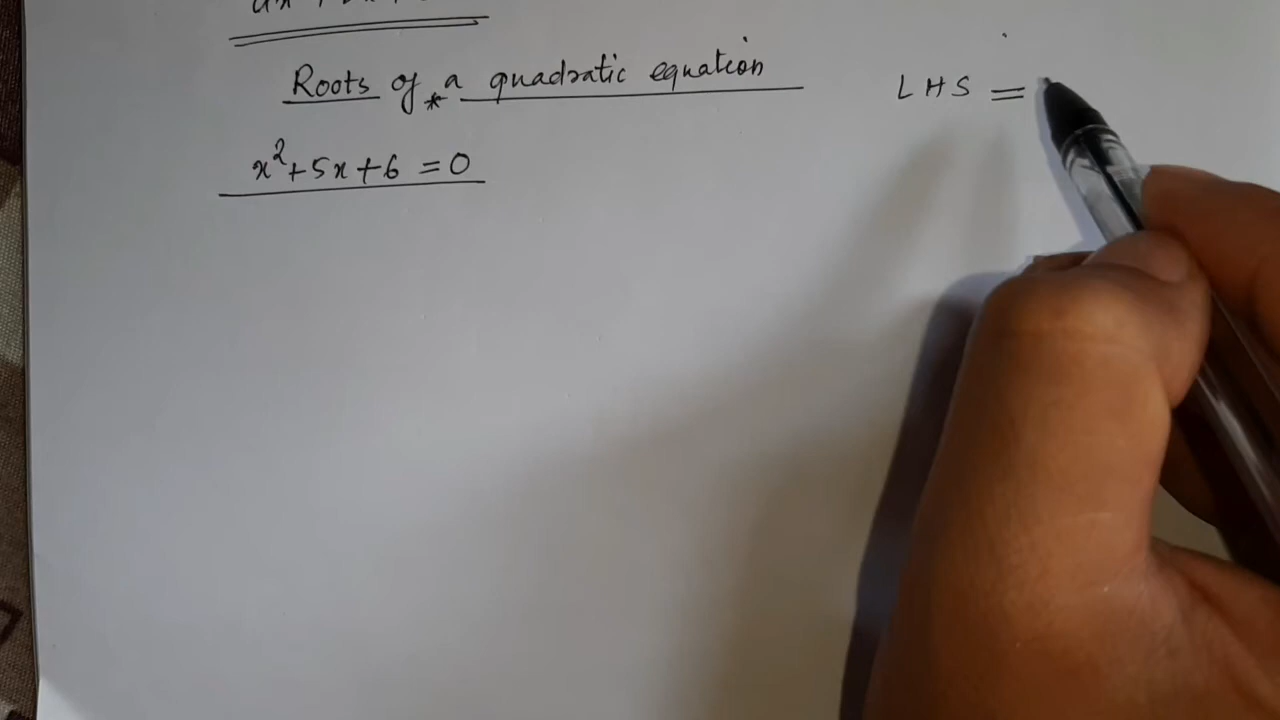 Roots of a quadratic equation
LHS =
x²+5x+6 = 0